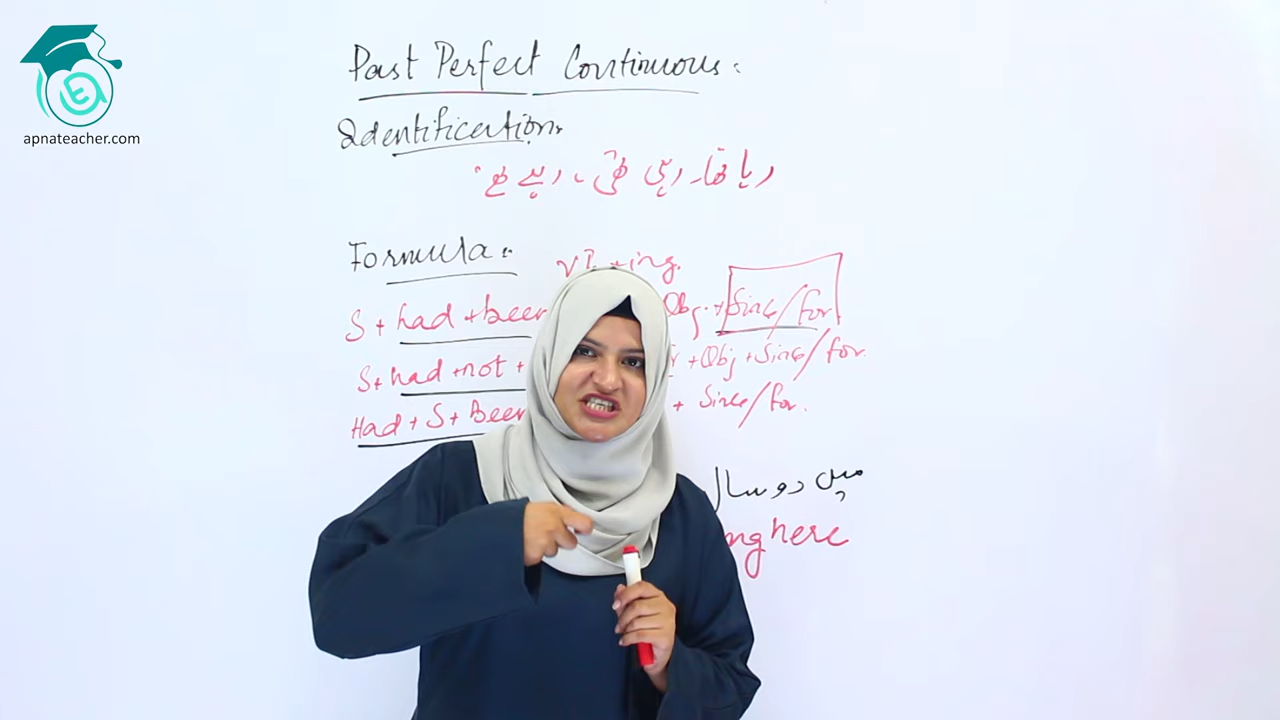 apnateacher.com
Past Perfect Continuous:
Identification:
رہا تھا۔ رہی تھی، رہے تھے
Formula:
VI +ing.
S + had + been Obj. + Since/for
S + had + not + + Obj + Since/for.
Had + S + Been + Since/for.
میں دو سال
ng here